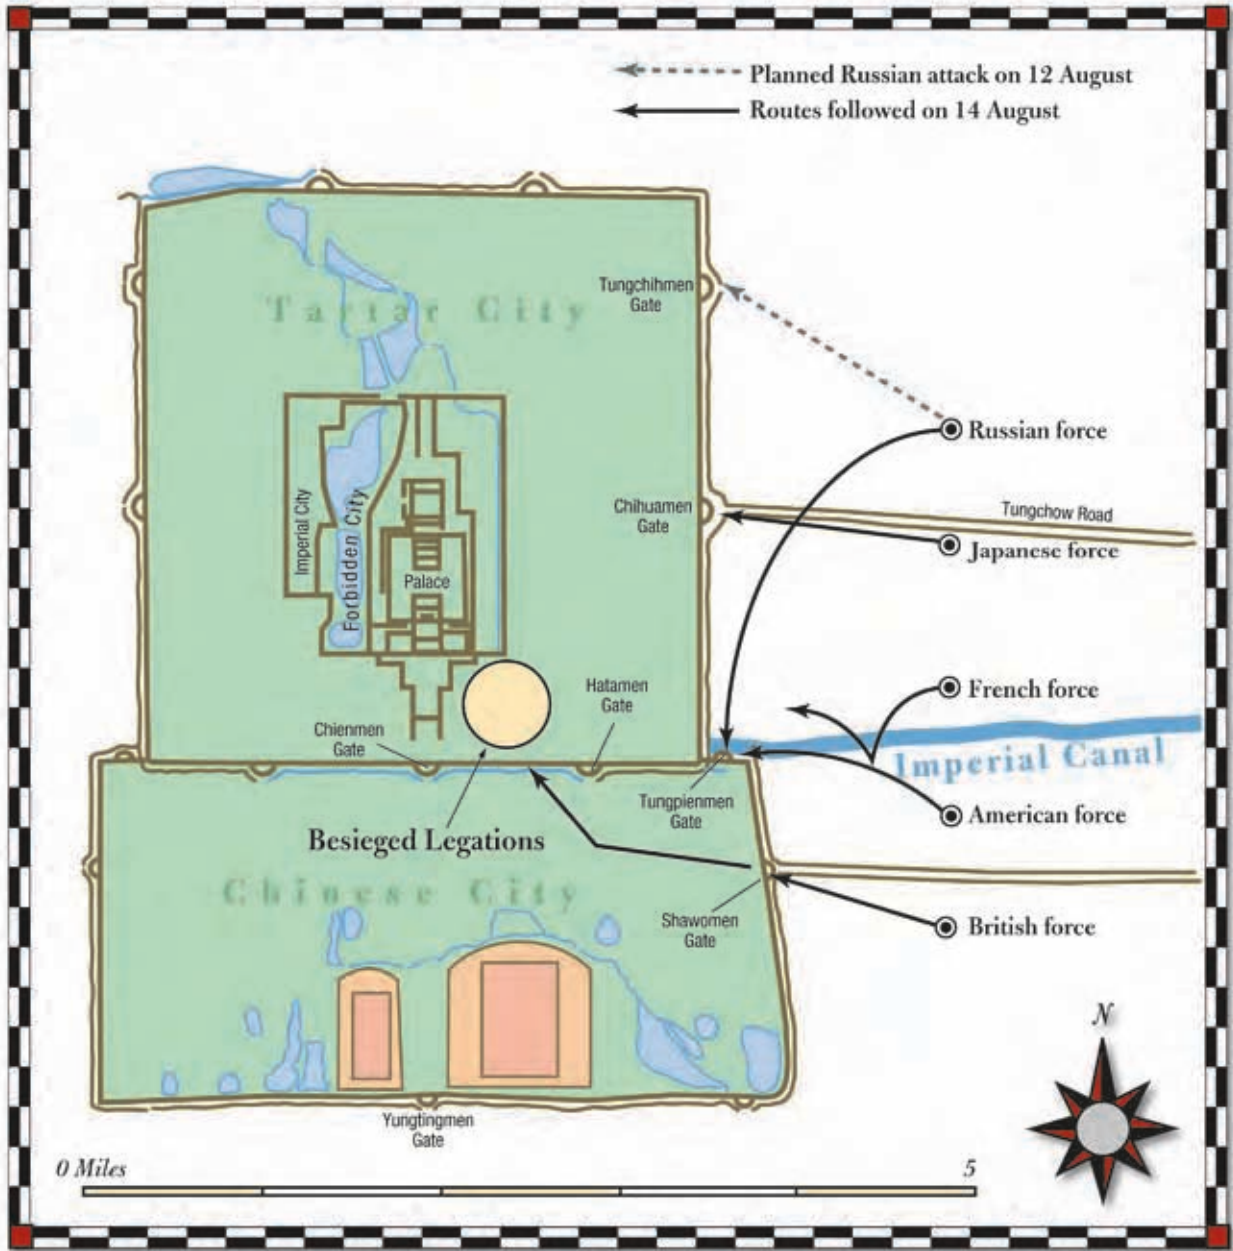 Planned Russian attack on 12 August
Routes followed on 14 August
Tungchihmen
Gate
Tartar City
Russian force
Chihuamen
Gate
Tungchow Road
Japanese force
Imperial City
Forbidden City
Palace
Hatamen
Gate
French force
Chienmen
Gate
Imperial Canal
Tungpienmen
Gate
American force
Besieged Legations
Chinese City
Shawomen
Gate
British force
N
Yungtingmen
Gate
0 Miles
5